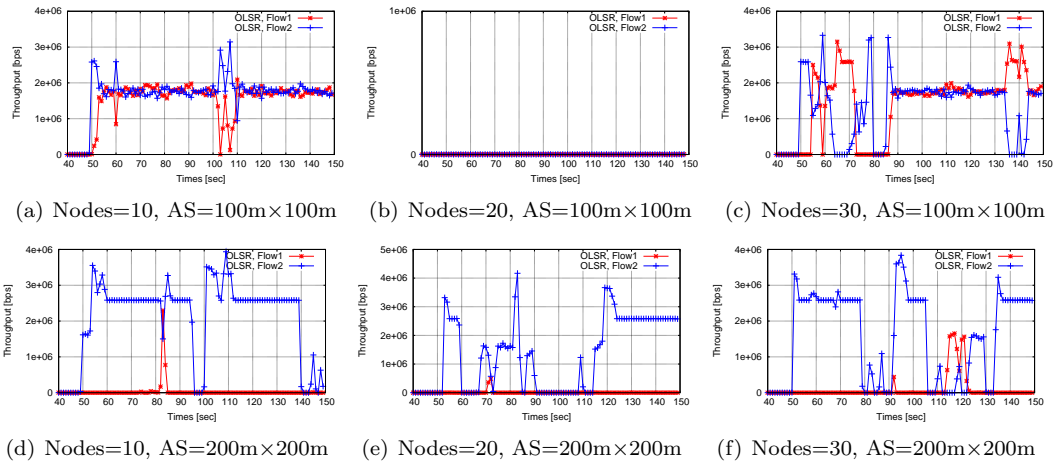 4e+06
3e+06
2e+06
1e+06
0
Throughput [bps]
OLSR, Flow1
OLSR, Flow2
40 50 60 70 80 90 100 110 120 130 140 150
Times [sec]
(a) Nodes=10, AS=100m×100m
1e+06
0
Throughput [bps]
OLSR, Flow1
OLSR, Flow2
40 50 60 70 80 90 100 110 120 130 140 150
Times [sec]
(b) Nodes=20, AS=100m×100m
4e+06
3e+06
2e+06
1e+06
0
Throughput [bps]
OLSR, Flow1
OLSR, Flow2
40 50 60 70 80 90 100 110 120 130 140 150
Times [sec]
(c) Nodes=30, AS=100m×100m
4e+06
3e+06
2e+06
1e+06
0
Throughput [bps]
OLSR, Flow1
OLSR, Flow2
40 50 60 70 80 90 100 110 120 130 140 150
Times [sec]
(d) Nodes=10, AS=200m×200m
5e+06
4e+06
3e+06
2e+06
1e+06
0
Throughput [bps]
OLSR, Flow1
OLSR, Flow2
40 50 60 70 80 90 100 110 120 130 140 150
Times [sec]
(e) Nodes=20, AS=200m×200m
4e+06
3e+06
2e+06
1e+06
0
Throughput [bps]
OLSR, Flow1
OLSR, Flow2
40 50 60 70 80 90 100 110 120 130 140 150
Times [sec]
(f) Nodes=30, AS=200m×200m